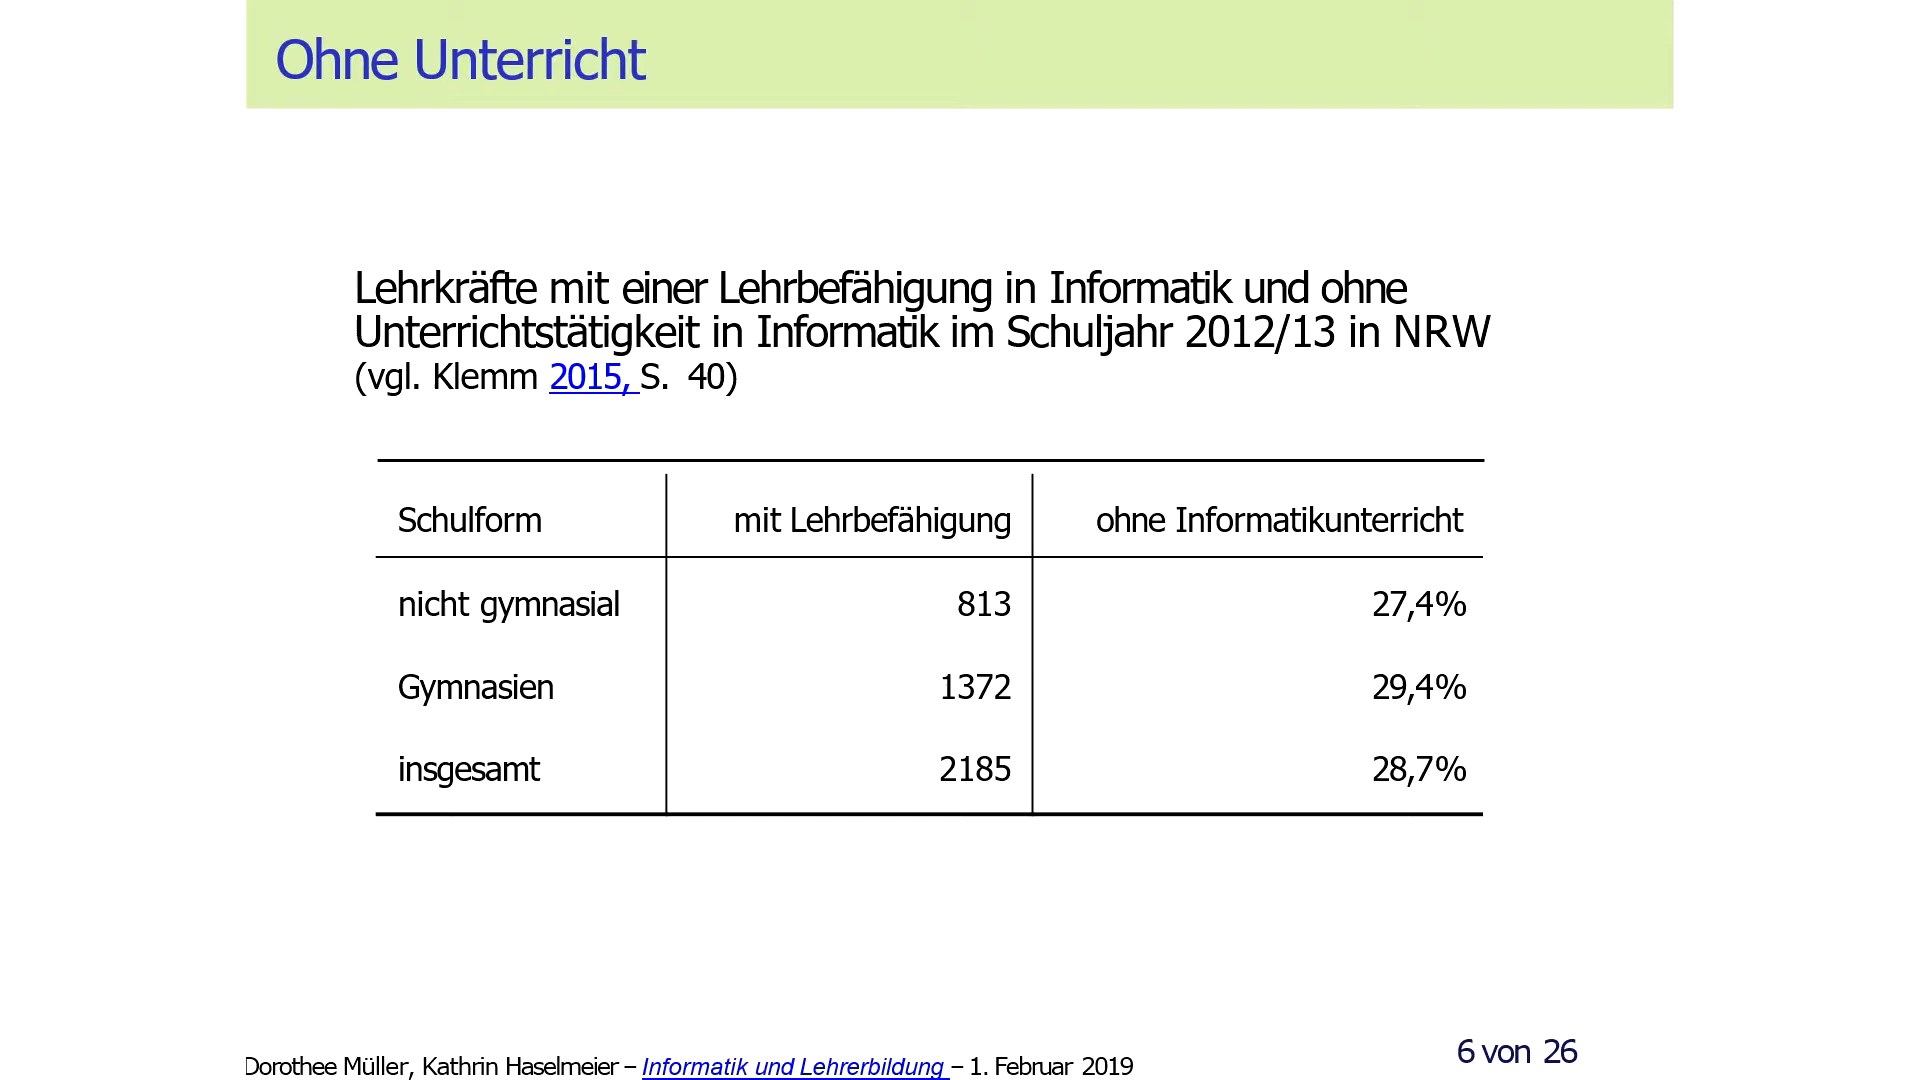 Ohne Unterricht
Lehrkräfte mit einer Lehrbefähigung in Informatik und ohne
Unterrichtstätigkeit in Informatik im Schuljahr 2012/13 in NRW
(vgl. Klemm 2015, S. 40)
Schulform mit Lehrbefähigung ohne Informatikunterricht
nicht gymnasial 813 27,4%
Gymnasien 1372 29,4%
insgesamt 2185 28,7%
6 von 26
Dorothee Müller, Kathrin Haselmeier – Informatik und Lehrerbildung – 1. Februar 2019